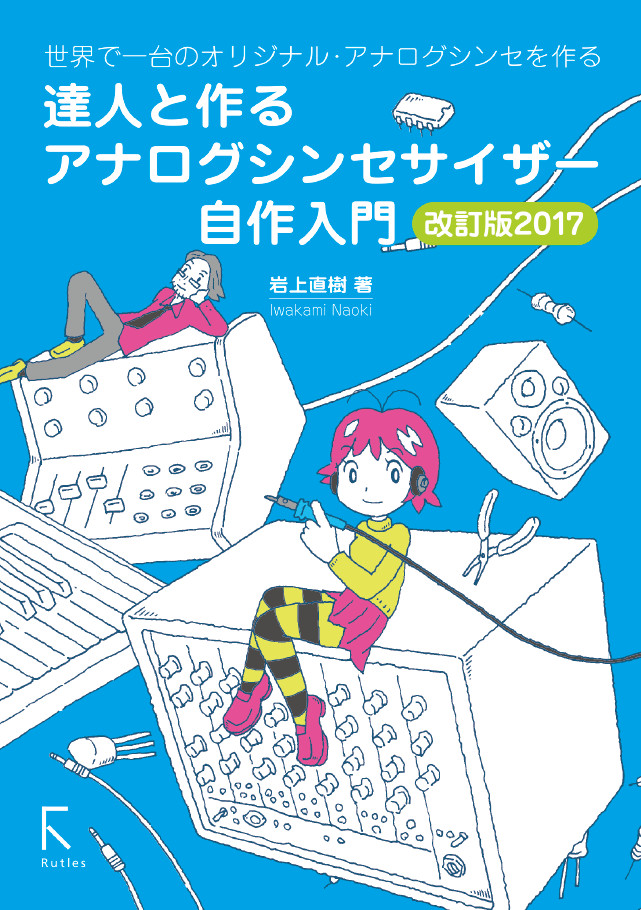 世界で一台のオリジナル・アナログシンセを作る
達人と作る
アナログシンセサイザー
自作入門 改訂版2017
岩上直樹 著
Iwakami Naoki
Rutles